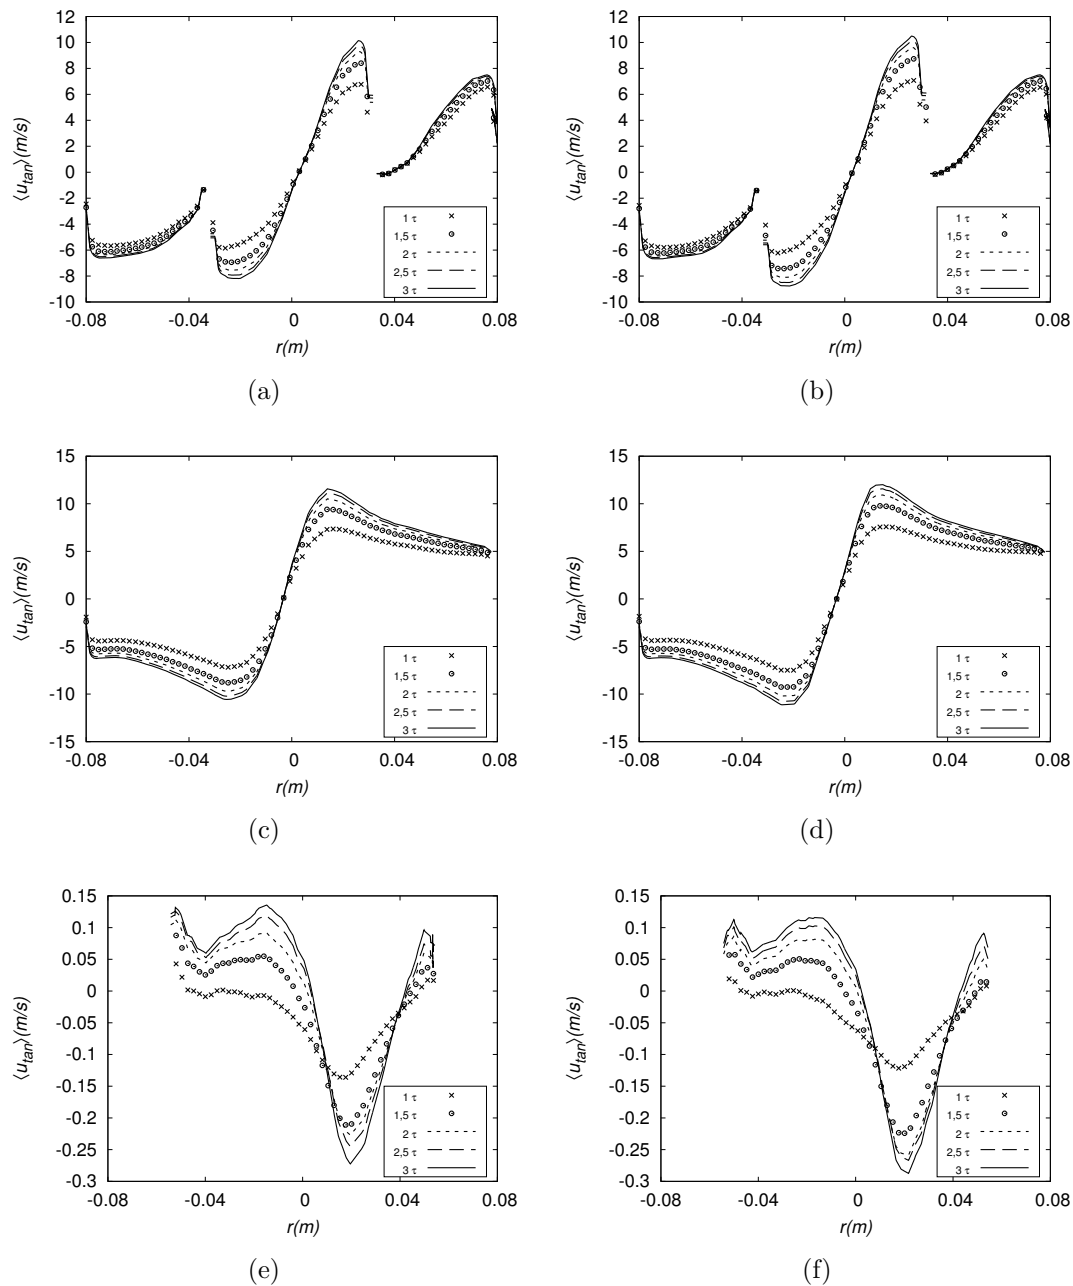 12
10
8
6
4
2
0
-2
-4
-6
-8
-10
-0.08 -0.04 0 0.04 0.08
⟨u_tan⟩(m/s)
r(m)
1 τ
1,5 τ
2 τ
2,5 τ
3 τ
(a)
12
10
8
6
4
2
0
-2
-4
-6
-8
-10
-0.08 -0.04 0 0.04 0.08
⟨u_tan⟩(m/s)
r(m)
1 τ
1,5 τ
2 τ
2,5 τ
3 τ
(b)
15
10
5
0
-5
-10
-15
-0.08 -0.04 0 0.04 0.08
⟨u_tan⟩(m/s)
r(m)
1 τ
1,5 τ
2 τ
2,5 τ
3 τ
(c)
15
10
5
0
-5
-10
-15
-0.08 -0.04 0 0.04 0.08
⟨u_tan⟩(m/s)
r(m)
1 τ
1,5 τ
2 τ
2,5 τ
3 τ
(d)
0.15
0.1
0.05
0
-0.05
-0.1
-0.15
-0.2
-0.25
-0.3
-0.08 -0.04 0 0.04 0.08
⟨u_tan⟩(m/s)
r(m)
1 τ
1,5 τ
2 τ
2,5 τ
3 τ
(e)
0.15
0.1
0.05
0
-0.05
-0.1
-0.15
-0.2
-0.25
-0.3
-0.08 -0.04 0 0.04 0.08
⟨u_tan⟩(m/s)
r(m)
1 τ
1,5 τ
2 τ
2,5 τ
3 τ
(f)